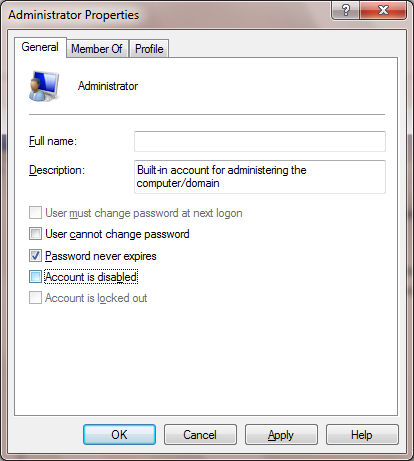 Administrator Properties
?
General
Member Of
Profile
Administrator
Full name:
Description:
Built-in account for administering the
computer/domain
User must change password at next logon
User cannot change password
Password never expires
Account is disabled
Account is locked out
OK
Cancel
Apply
Help